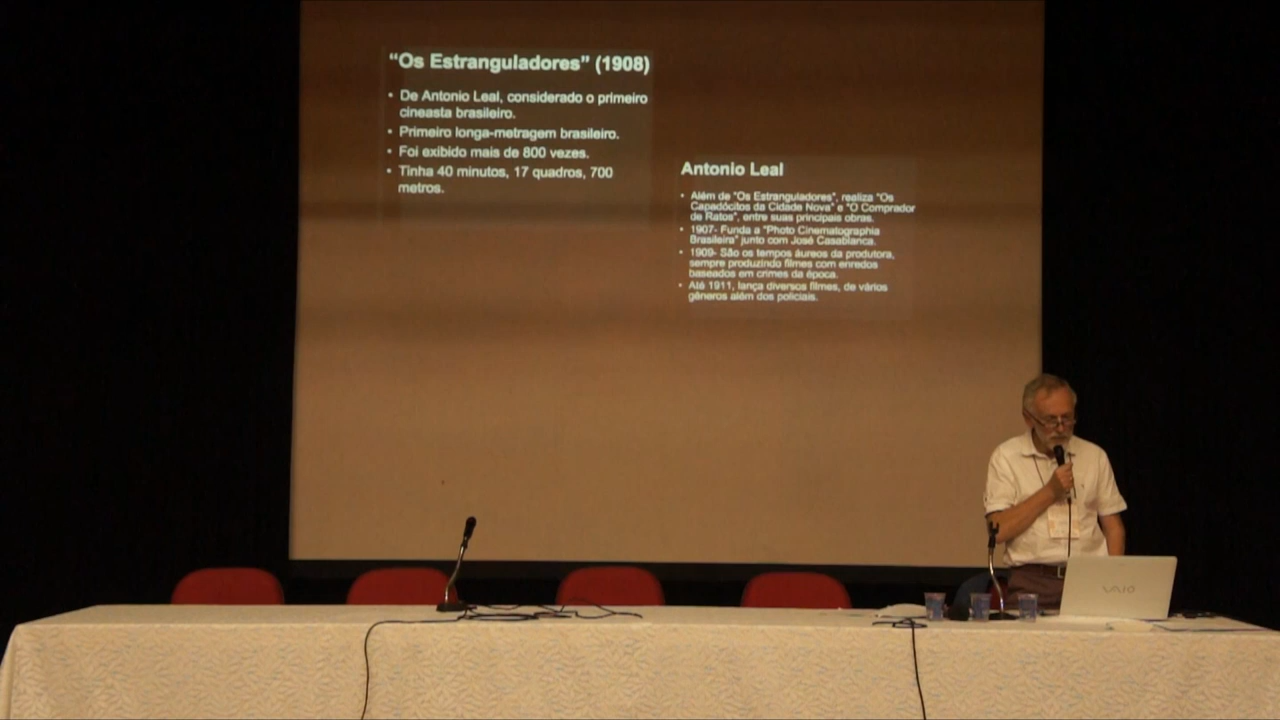 “Os Estranguladores” (1908)
• De Antonio Leal, considerado o primeiro
cineasta brasileiro.
• Primeiro longa-metragem brasileiro.
• Foi exibido mais de 800 vezes.
• Tinha 40 minutos, 17 quadros, 700
metros.
Antonio Leal
• Além de "Os Estranguladores", realiza "Os
Capadócitos da Cidade Nova" e "O Comprador
de Ratos", entre suas principais obras.
• 1907- Funda a "Photo Cinematographia
Brasileira" junto com José Casablanca.
• 1909- São os tempos áureos da produtora,
sempre produzindo filmes com enredos
baseados em crimes da época.
• Até 1911, lança diversos filmes, de vários
gêneros além dos policiais.
VAIO